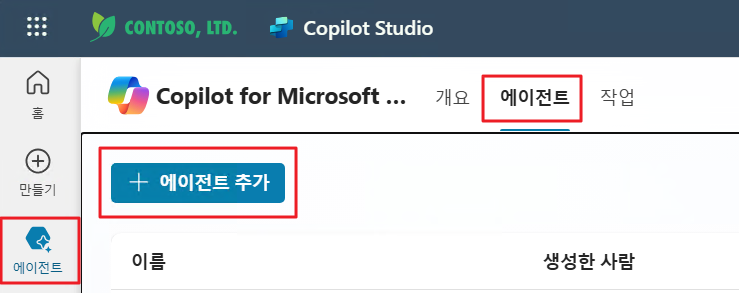 CONTOSO, LTD. Copilot Studio
홈
만들기
에이전트
Copilot for Microsoft ... 개요 에이전트 작업
+ 에이전트 추가
이름 생성한 사람